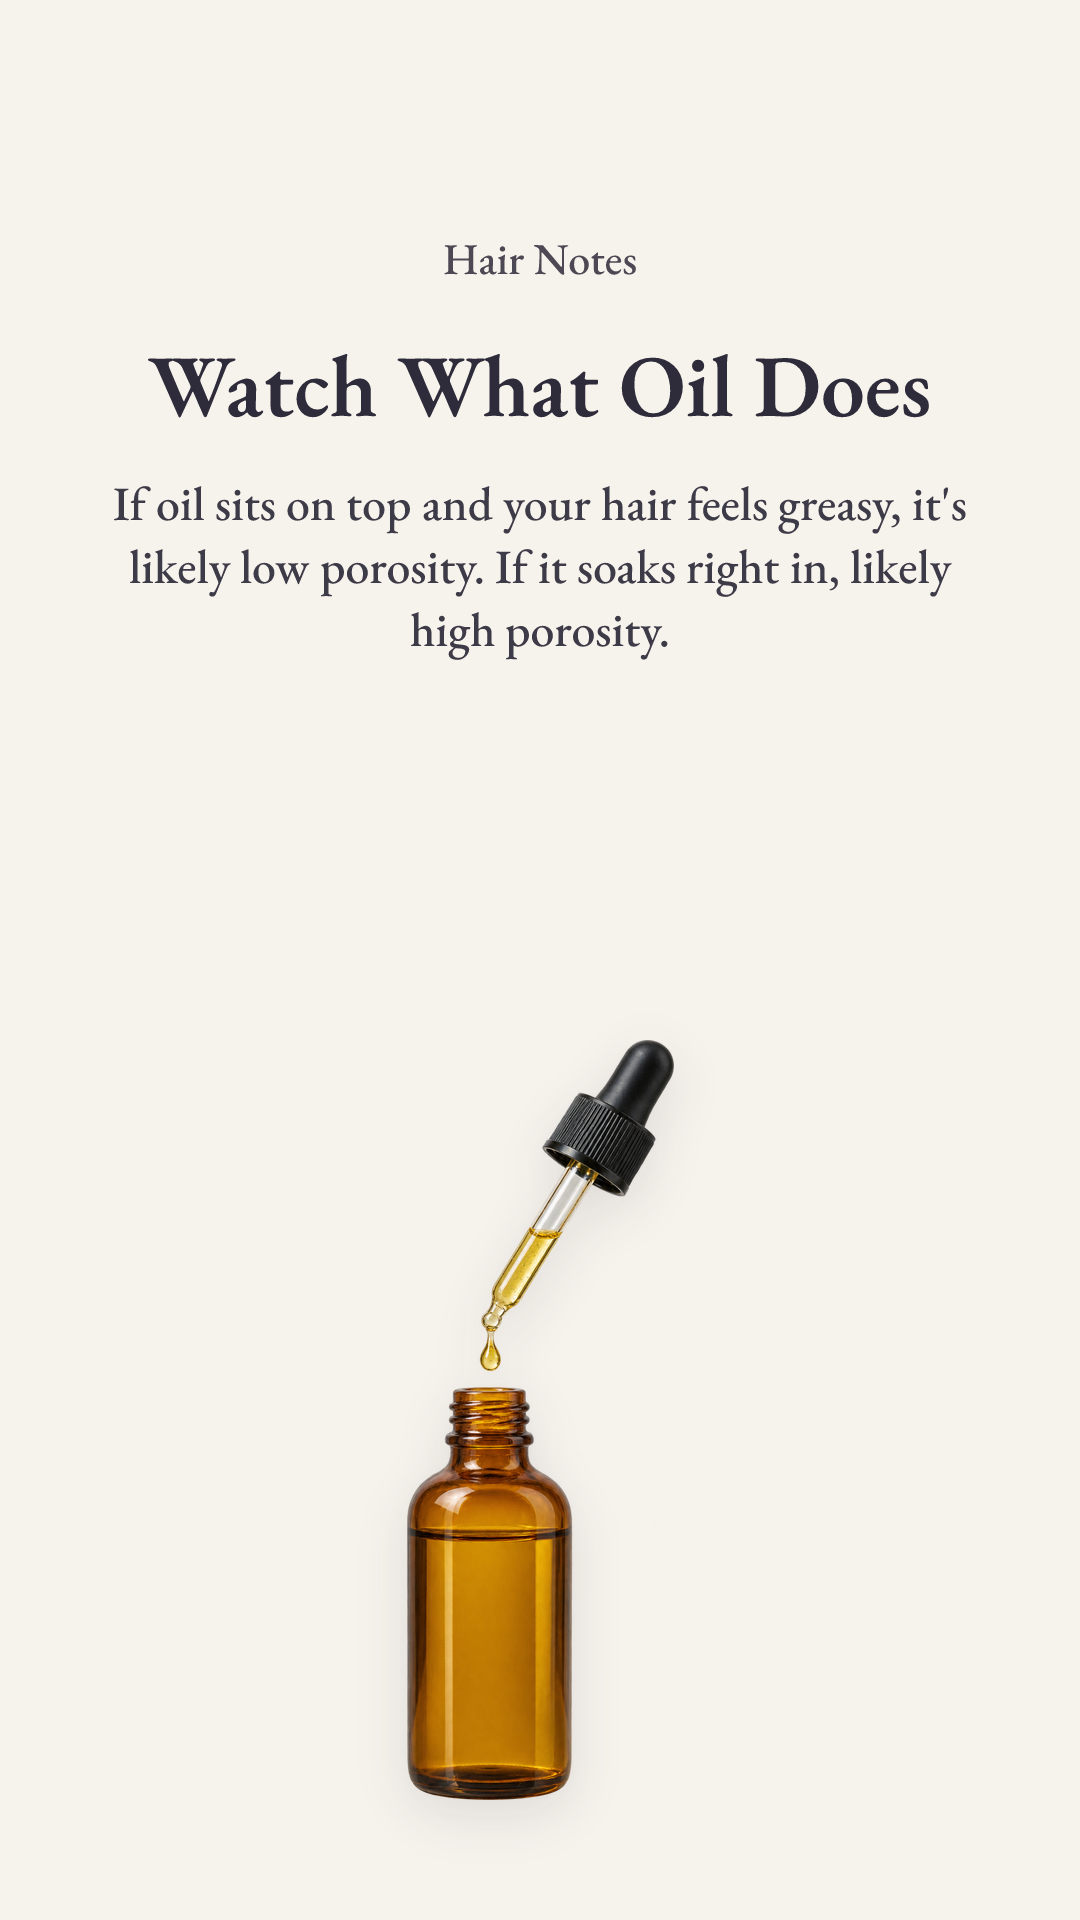 Hair Notes
Watch What Oil Does
If oil sits on top and your hair feels greasy, it's
likely low porosity. If it soaks right in, likely
high porosity.